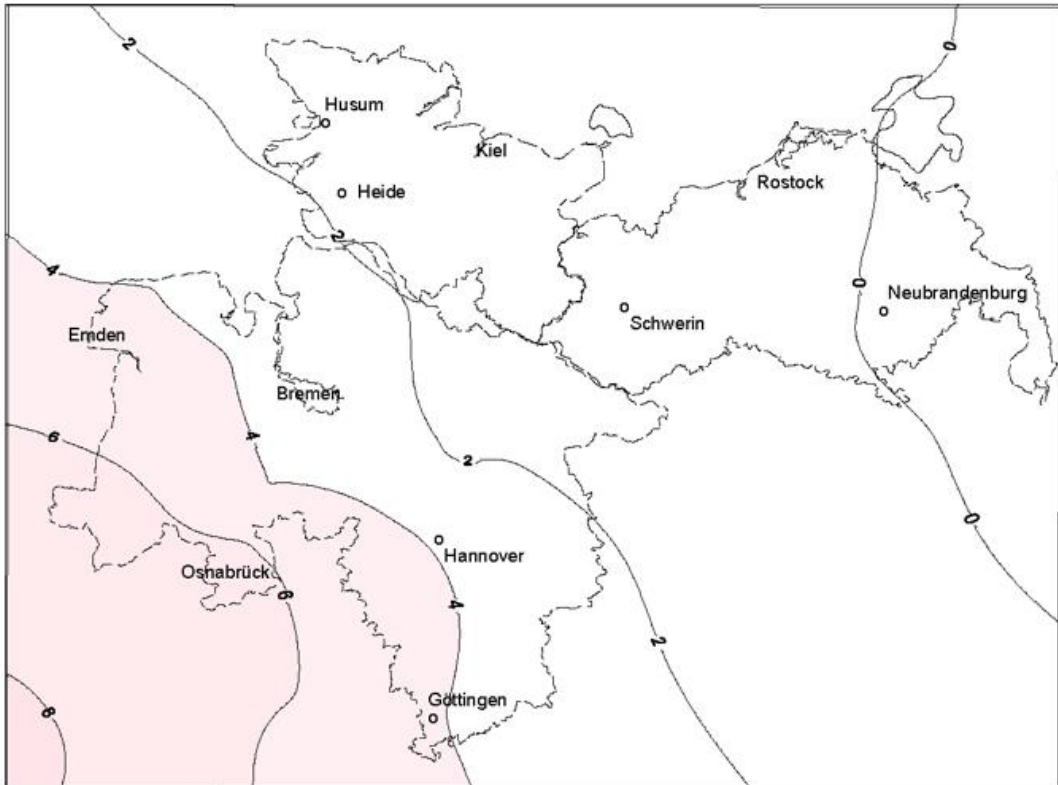 2
0
Husum
Kiel
Rostock
Heide
2
4
0
Neubrandenburg
Schwerin
Emden
Bremen
6
4
2
0
Hannover
Osnabrück
6
4
2
Göttingen
8